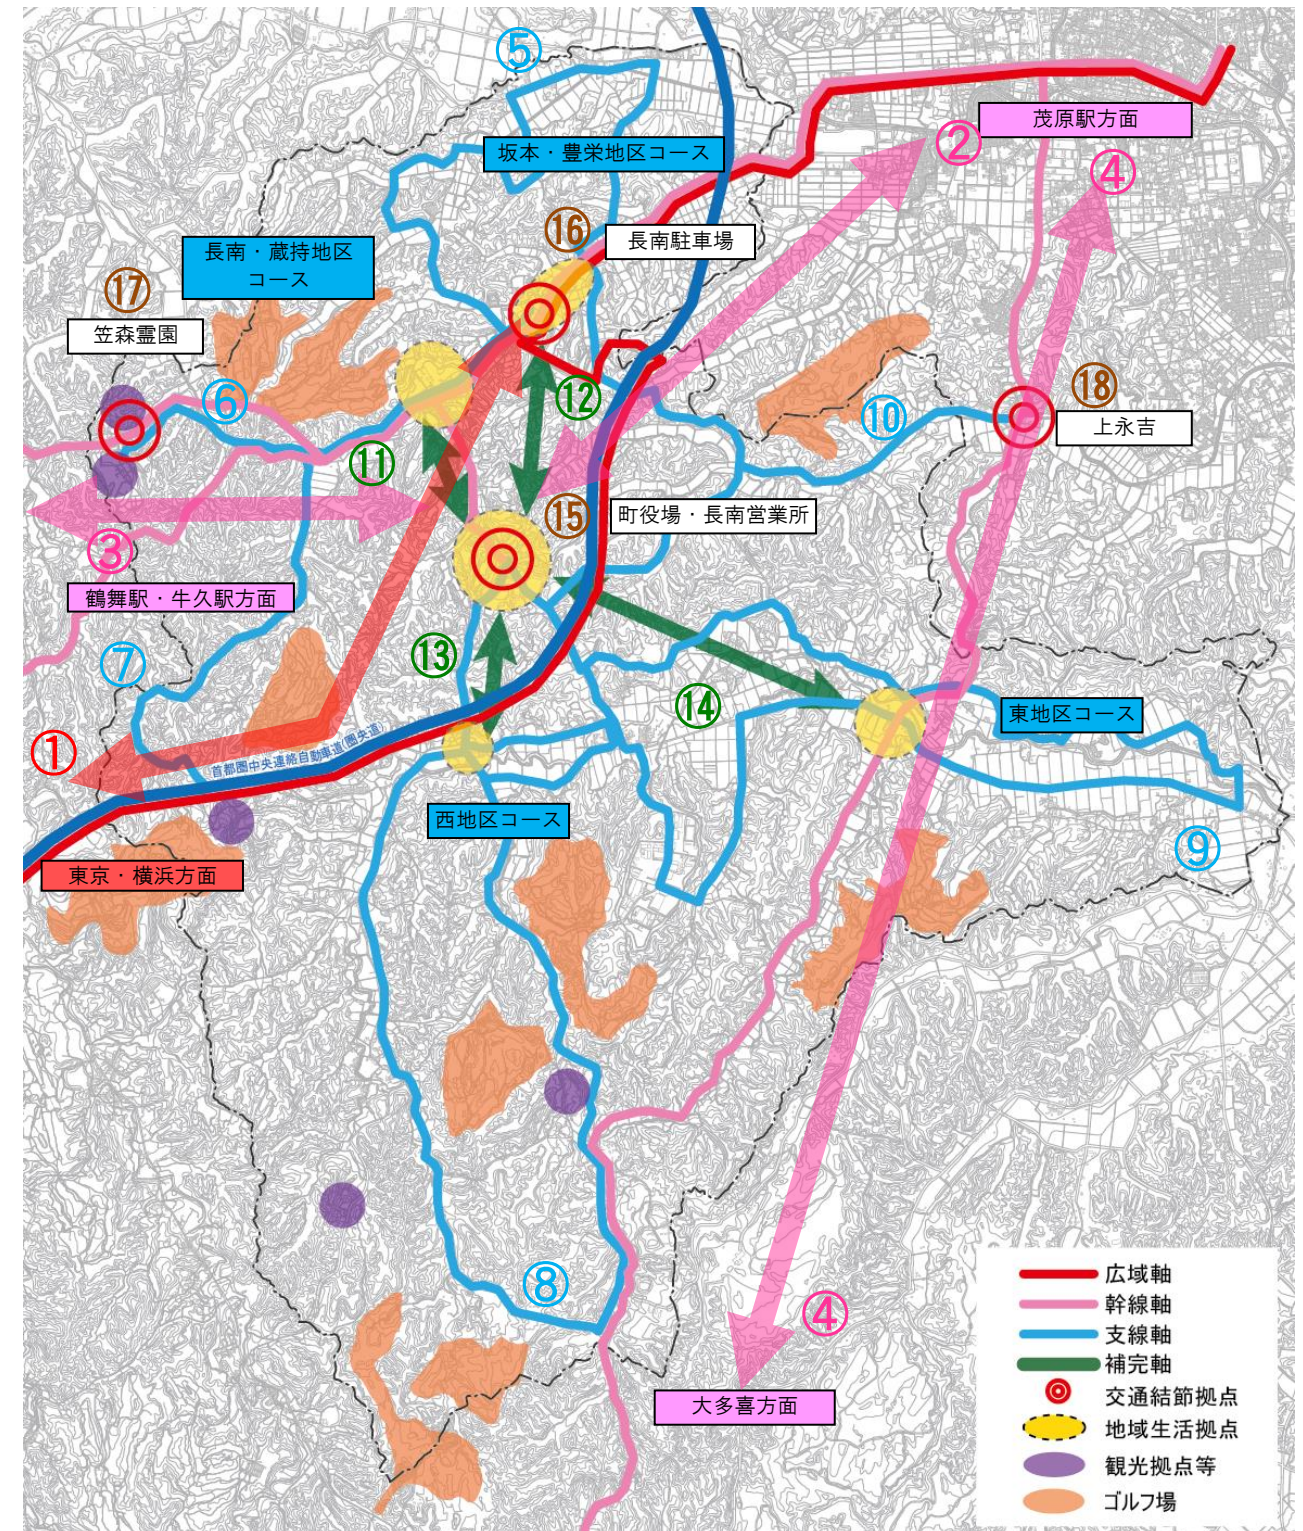 ⑤
茂原駅方面
②
④
坂本・豊栄地区コース
⑯
長南駐車場
長南・蔵持地区
コース
⑰
笠森霊園
⑥
⑫
⑩
⑱
上永吉
⑪
⑮
町役場・長南営業所
③
鶴舞駅・牛久駅方面
⑦
⑬
⑭
東地区コース
①
首都圏中央連絡自動車道(圏央道)
西地区コース
⑨
東京・横浜方面
⑧
④
大多喜方面
広域軸
幹線軸
支線軸
補完軸
交通結節拠点
地域生活拠点
観光拠点等
ゴルフ場